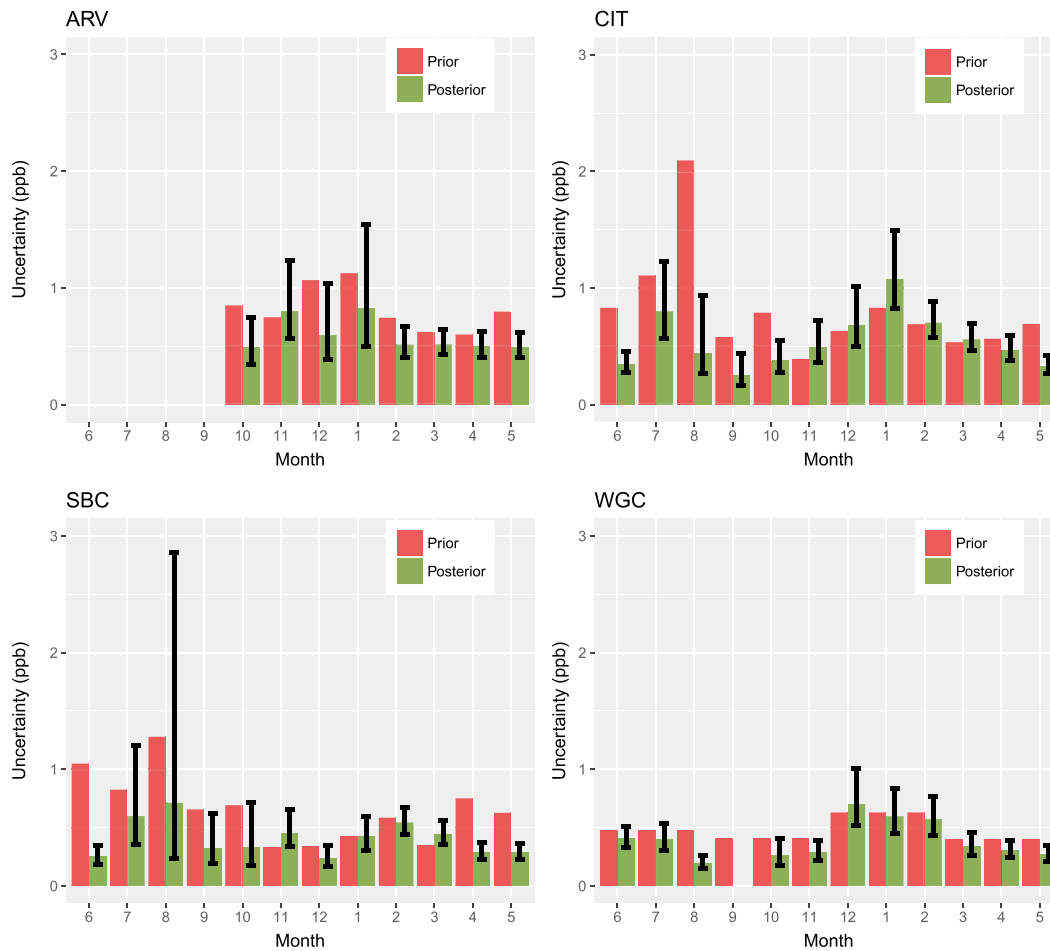 ARV
3
2
1
0
Uncertainty (ppb)
Prior
Posterior
6 7 8 9 10 11 12 1 2 3 4 5
Month
CIT
3
2
1
0
Uncertainty (ppb)
Prior
Posterior
6 7 8 9 10 11 12 1 2 3 4 5
Month
SBC
3
2
1
0
Uncertainty (ppb)
Prior
Posterior
6 7 8 9 10 11 12 1 2 3 4 5
Month
WGC
3
2
1
0
Uncertainty (ppb)
Prior
Posterior
6 7 8 9 10 11 12 1 2 3 4 5
Month